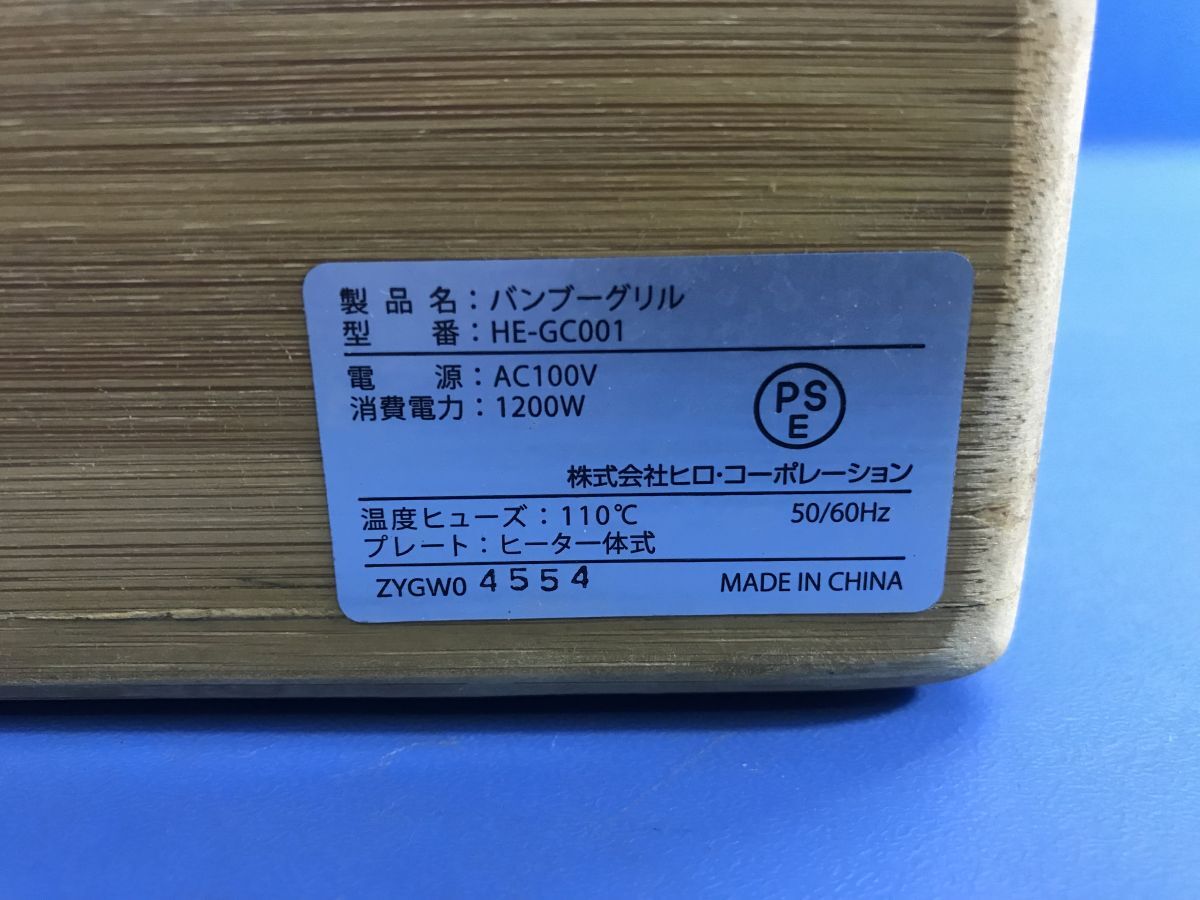 製品名：バンブーグリル
型番：HE-GC001
電源：AC100V
消費電力：1200W
PSE
株式会社ヒロ・コーポレーション
温度ヒューズ：110℃ 50/60Hz
プレート：ヒーター体式
ZYGW0 4554 MADE IN CHINA